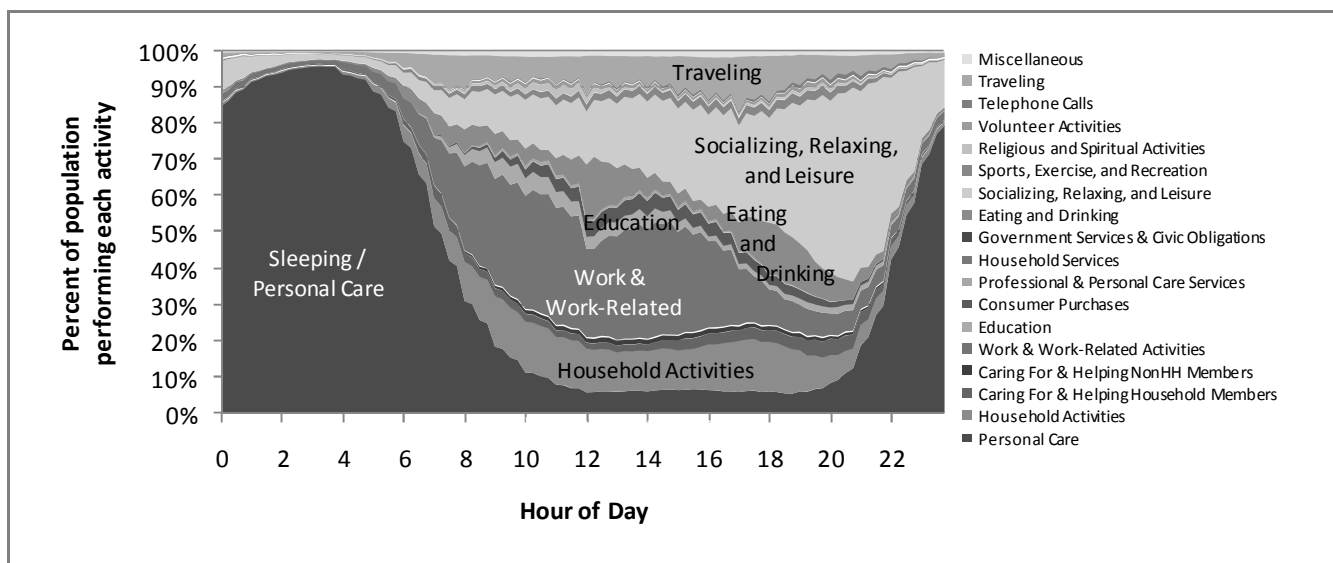 Percent of population
performing each activity
100%
90%
80%
70%
60%
50%
40%
30%
20%
10%
0%
0 2 4 6 8 10 12 14 16 18 20 22
Hour of Day
Traveling
Socializing, Relaxing,
and Leisure
Eating
and
Drinking
Education
Sleeping /
Personal Care
Work &
Work-Related
Household Activities
Miscellaneous
Traveling
Telephone Calls
Volunteer Activities
Religious and Spiritual Activities
Sports, Exercise, and Recreation
Socializing, Relaxing, and Leisure
Eating and Drinking
Government Services & Civic Obligations
Household Services
Professional & Personal Care Services
Consumer Purchases
Education
Work & Work-Related Activities
Caring For & Helping NonHH Members
Caring For & Helping Household Members
Household Activities
Personal Care